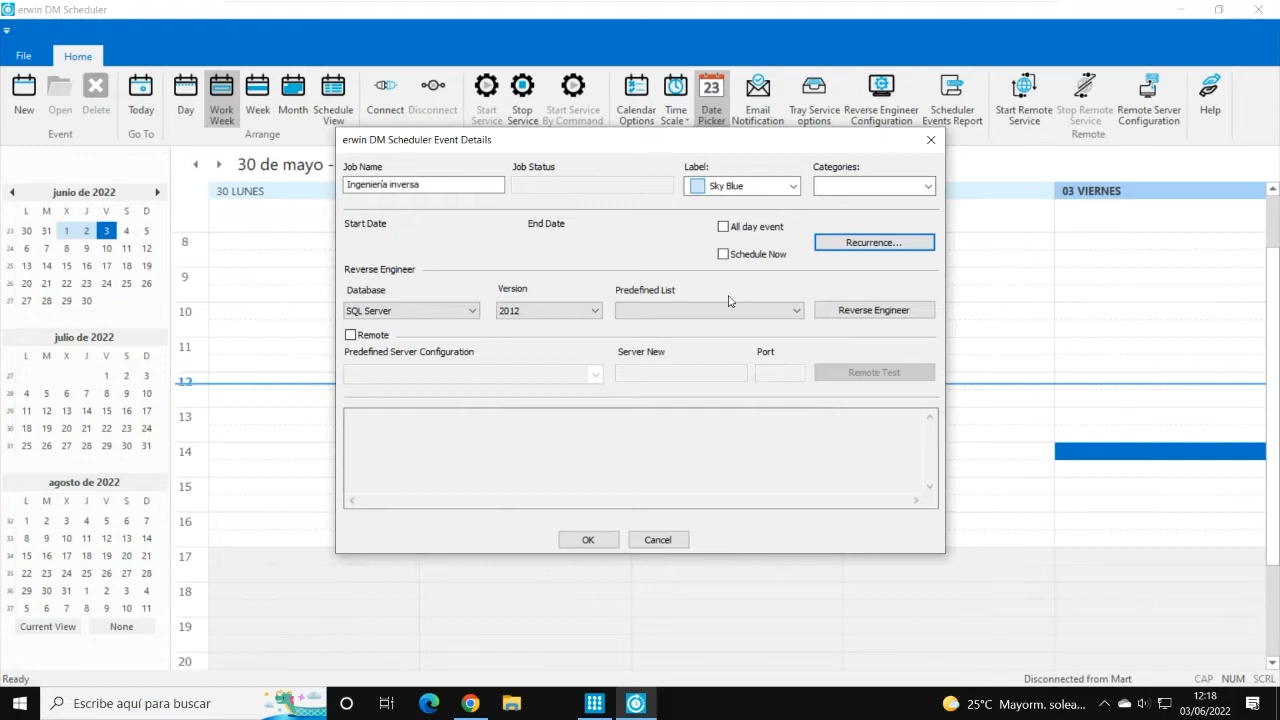 erwin DM Scheduler
File
Home
New
Open
Delete
Event
Today
Go To
Day
Work Week
Week
Month
Schedule View
Arrange
Connect
Disconnect
Start Service
Stop Service
Start Service By Command
Calendar Options
Time Scale
23
Date Picker
Email Notification
Tray Service options
Reverse Engineer Configuration
Scheduler Events Report
Start Remote Service
Stop Remote Service
Remote Server Configuration
Remote
Help
30 de mayo -
30 LUNES
03 VIERNES
junio de 2022
L M X J V S D
23 30 31 1 2 3 4 5
24 6 7 8 9 10 11 12
25 13 14 15 16 17 18 19
26 20 21 22 23 24 25 26
27 27 28 29 30
julio de 2022
L M X J V S D
27 1 2 3
28 4 5 6 7 8 9 10
29 11 12 13 14 15 16 17
30 18 19 20 21 22 23 24
31 25 26 27 28 29 30 31
agosto de 2022
L M X J V S D
32 1 2 3 4 5 6 7
33 8 9 10 11 12 13 14
34 15 16 17 18 19 20 21
35 22 23 24 25 26 27 28
36 29 30 31 1 2 3 4
37 5 6 7 8 9 10 11
Current View
None
8
9
10
11
12
13
14
15
16
17
18
19
20
erwin DM Scheduler Event Details
Job Name
Job Status
Label:
Categories:
Ingeniería inversa
Sky Blue
Start Date
End Date
All day event
Recurrence...
Schedule Now
Reverse Engineer
Database
Version
Predefined List
SQL Server
2012
Reverse Engineer
Remote
Predefined Server Configuration
Server New
Port
Remote Test
OK
Cancel
Ready
Disconnected from Mart
CAP NUM SCRL
Escribe aquí para buscar
25°C Mayorm. solea...
12:18
03/06/2022